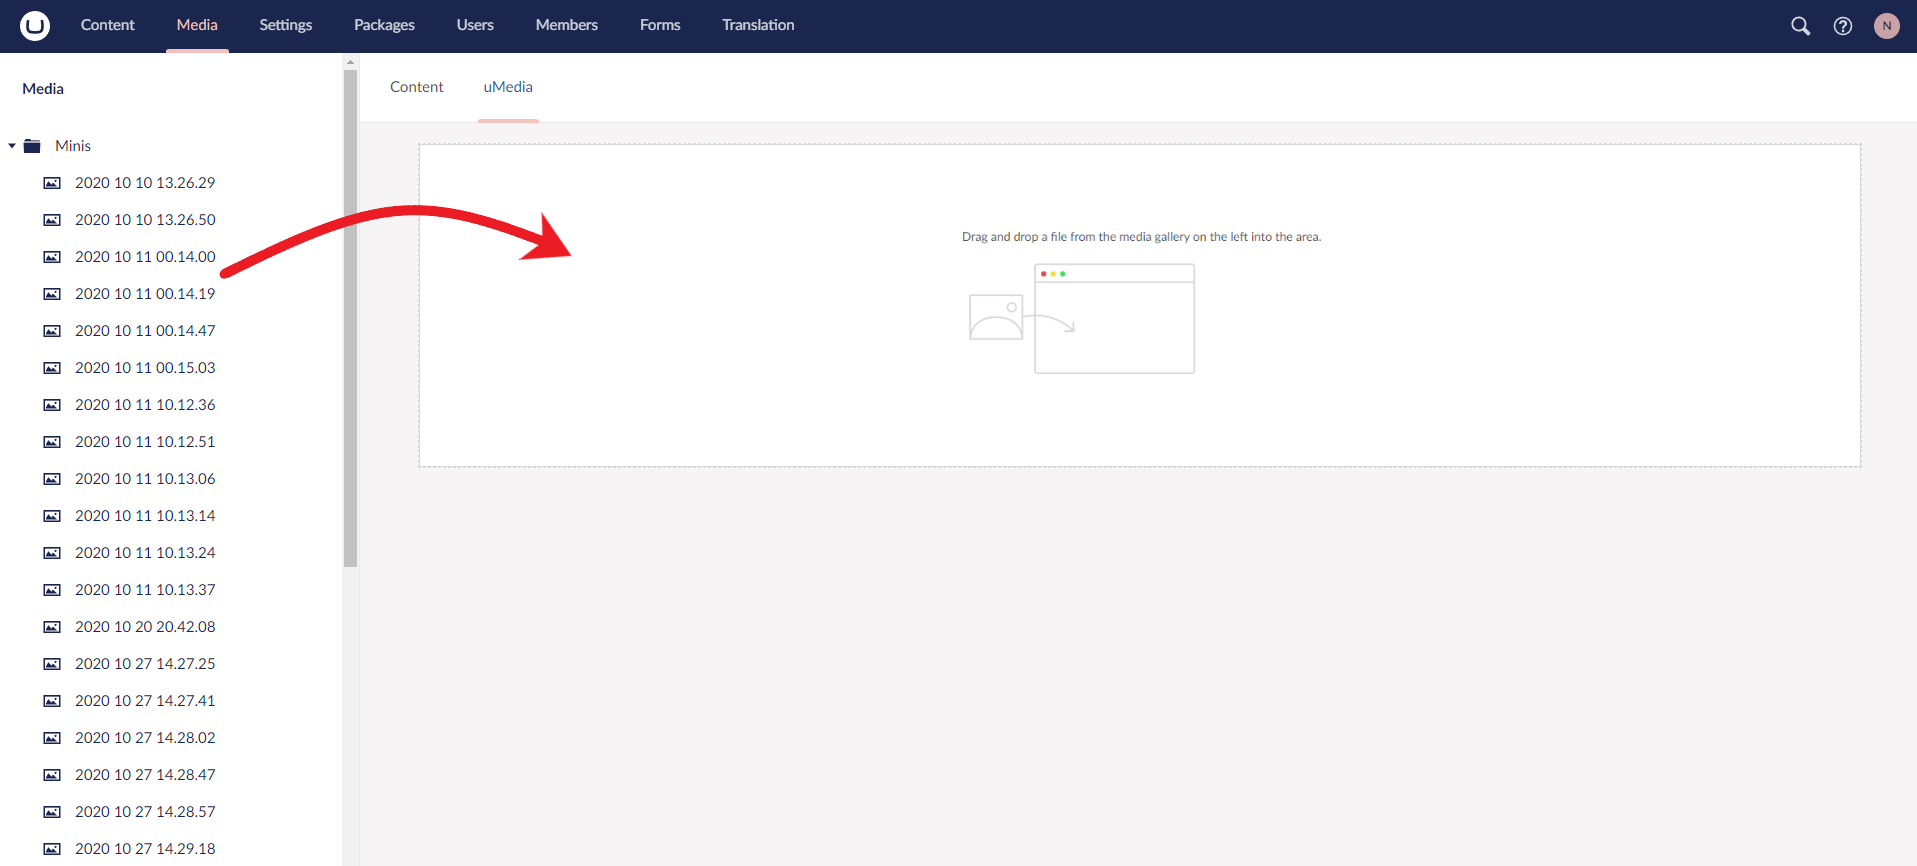 Content Media Settings Packages Users Members Forms Translation N
Media
Content uMedia
Minis
2020 10 10 13.26.29
2020 10 10 13.26.50
2020 10 11 00.14.00
2020 10 11 00.14.19
2020 10 11 00.14.47
2020 10 11 00.15.03
2020 10 11 10.12.36
2020 10 11 10.12.51
2020 10 11 10.13.06
2020 10 11 10.13.14
2020 10 11 10.13.24
2020 10 11 10.13.37
2020 10 20 20.42.08
2020 10 27 14.27.25
2020 10 27 14.27.41
2020 10 27 14.28.02
2020 10 27 14.28.47
2020 10 27 14.28.57
2020 10 27 14.29.18
Drag and drop a file from the media gallery on the left into the area.